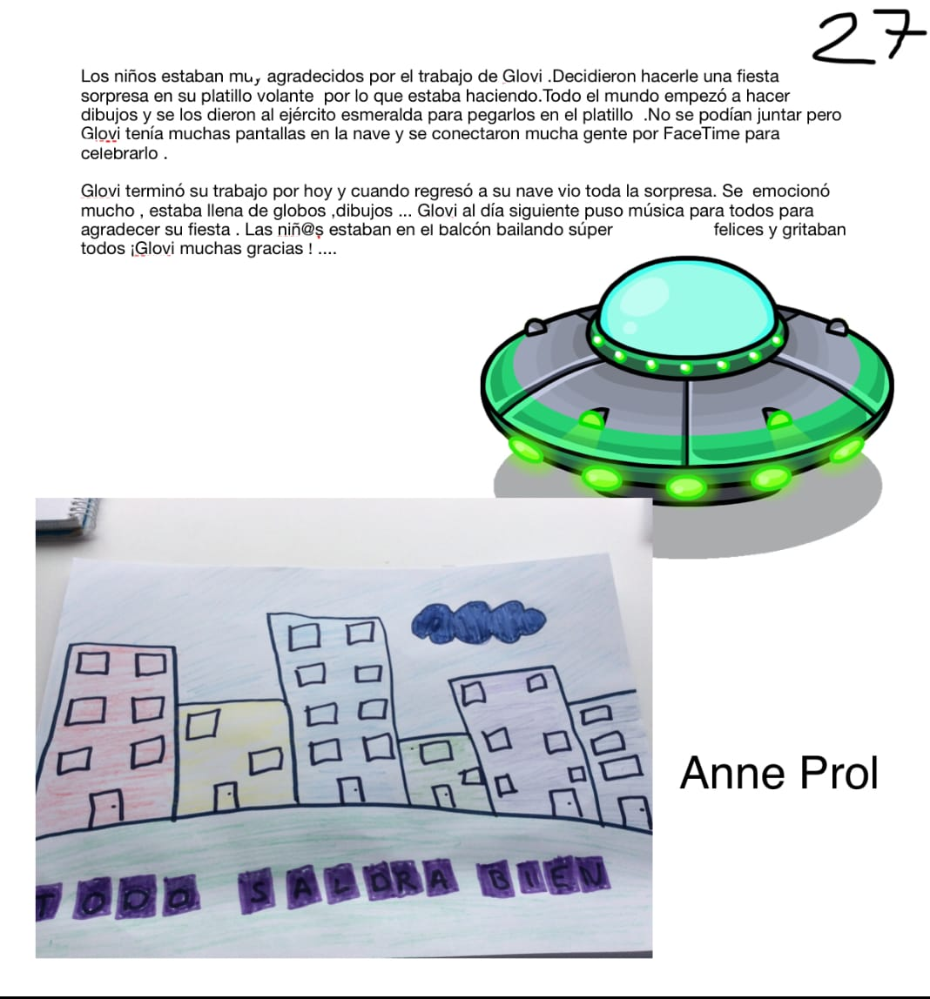 27
Los niños estaban muy agradecidos por el trabajo de Glovi .Decidieron hacerle una fiesta
sorpresa en su platillo volante  por lo que estaba haciendo.Todo el mundo empezó a hacer
dibujos y se los dieron al ejército esmeralda para pegarlos en el platillo  .No se podían juntar pero
Glovi tenía muchas pantallas en la nave y se conectaron mucha gente por FaceTime para
celebrarlo .
Glovi terminó su trabajo por hoy y cuando regresó a su nave vio toda la sorpresa. Se  emocionó
mucho , estaba llena de globos ,dibujos ... Glovi al día siguiente puso música para todos para
agradecer su fiesta . Las niñ@s estaban en el balcón bailando súper felices y gritaban
todos ¡Glovi muchas gracias ! ....
Anne Prol
TODO SALDRA BIEN